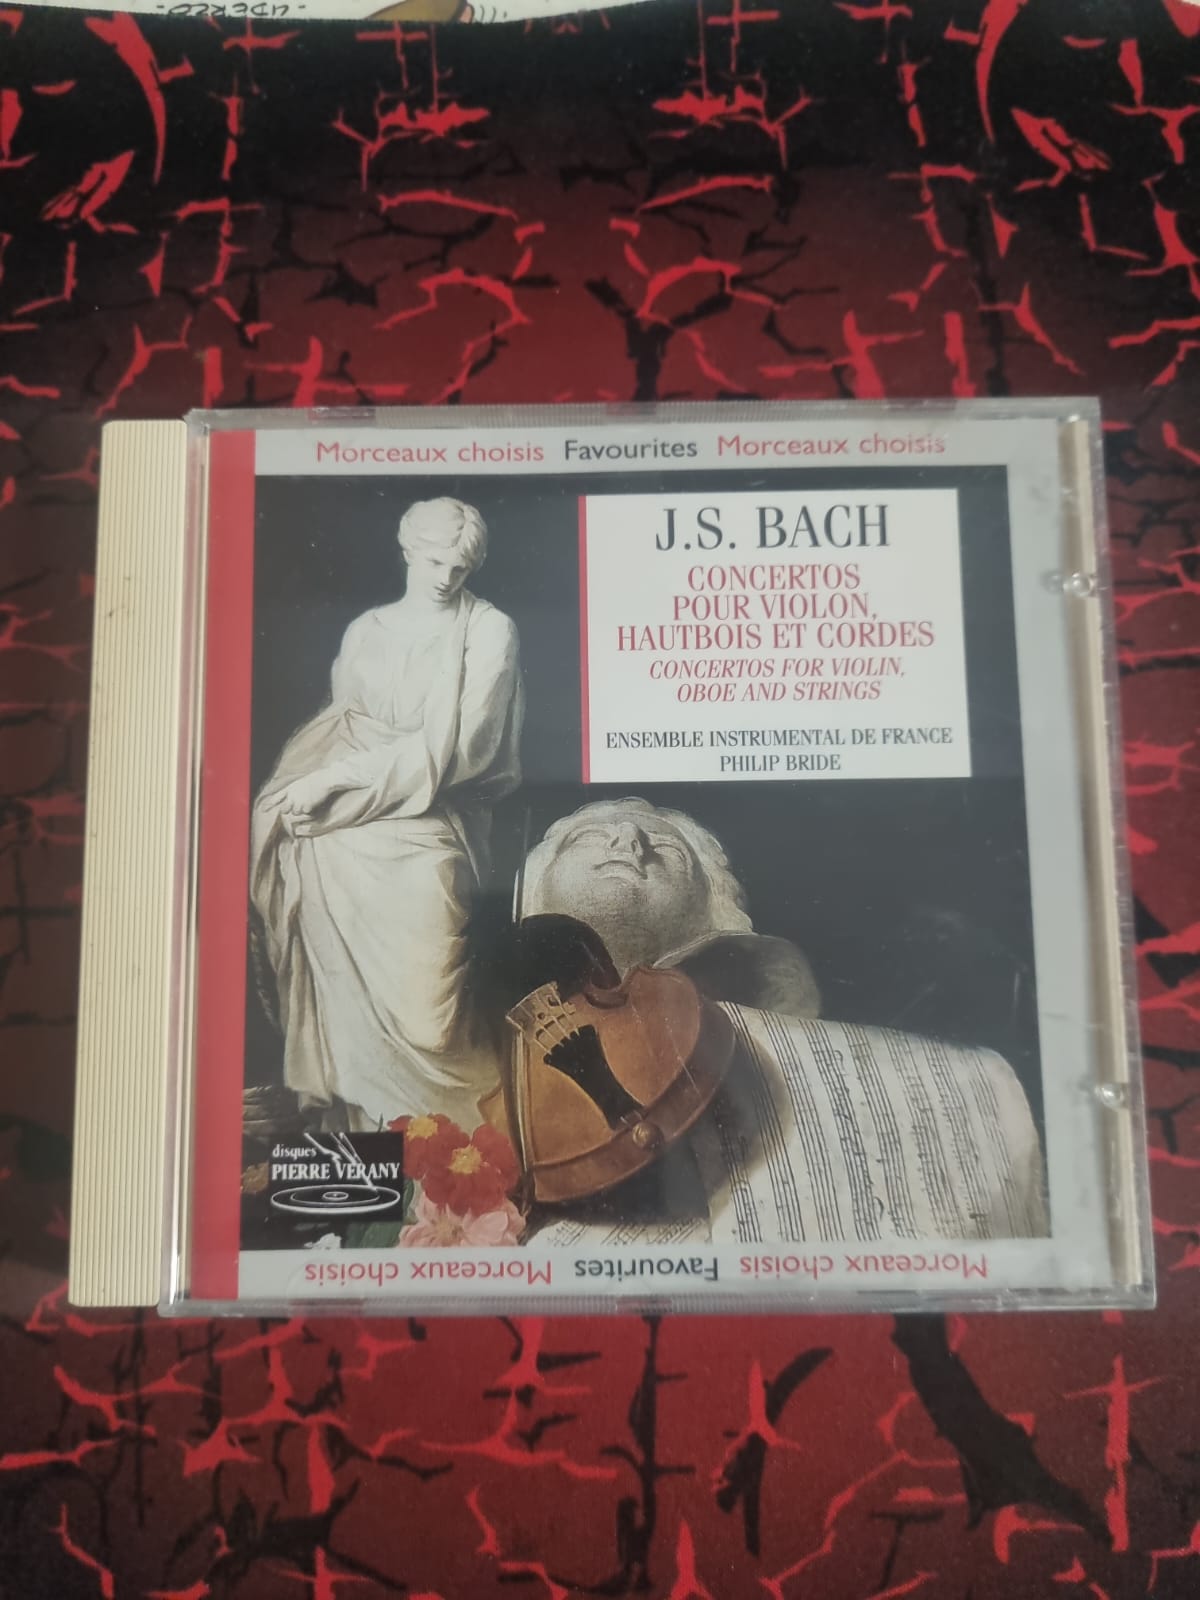 -UDERZO-
Morceaux choisis Favourites Morceaux choisis
J.S. BACH
CONCERTOS
POUR VIOLON,
HAUTBOIS ET CORDES
CONCERTOS FOR VIOLIN,
OBOE AND STRINGS
ENSEMBLE INSTRUMENTAL DE FRANCE
PHILIP BRIDE
disques
PIERRE VERANY
Morceaux choisis Favourites Morceaux choisis